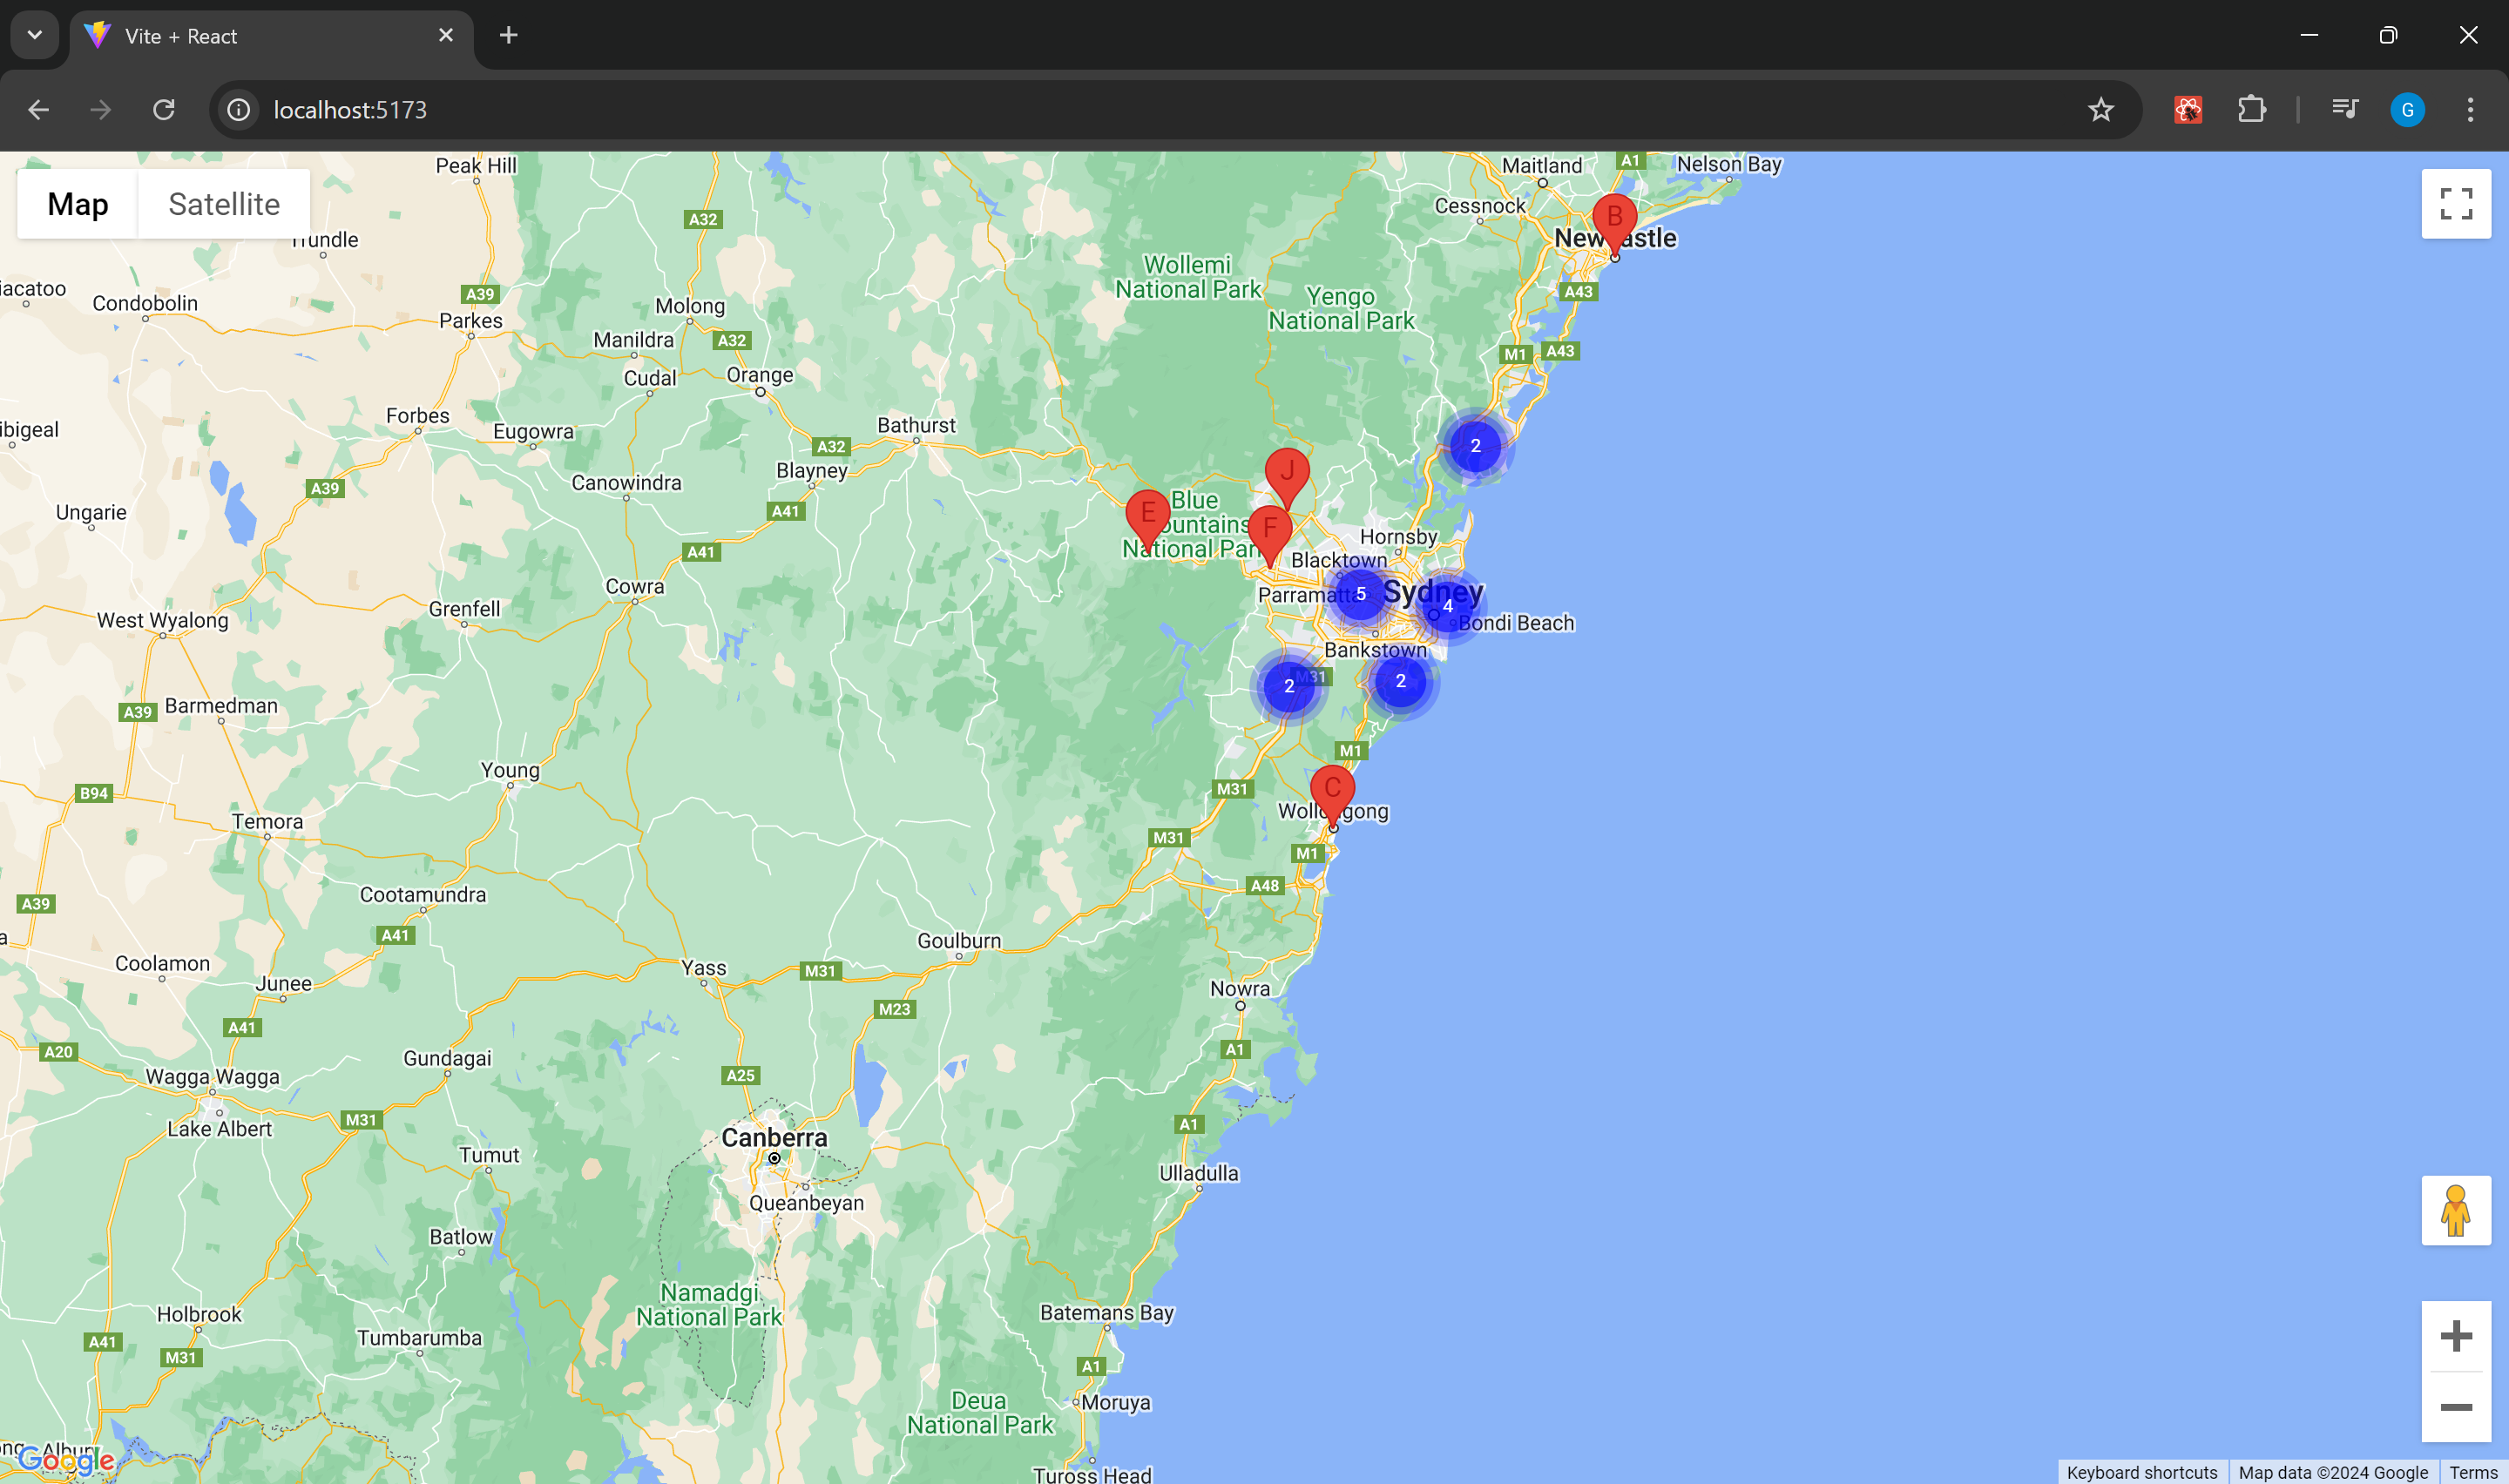 Vite + React
localhost:5173
G
Map
Satellite
Peak Hill
A32
Maitland
A1
Nelson Bay
Cessnock
B
Trundle
Newcastle
Wollemi
National Park
Yengo
National Park
A39
A43
Condobolin
Molong
Parkes
Manildra
A32
M1
A43
Cudal
Orange
Forbes
Eugowra
Bathurst
A32
2
Blayney
J
Canowindra
A39
Blue
Mountains
National Park
E
F
A41
Ungarie
Hornsby
A41
Blacktown
Cowra
Parramatta
5
Sydney
4
Grenfell
West Wyalong
Bondi Beach
Bankstown
M31
2
2
Barmedman
A39
M1
Young
M31
C
B94
Wollongong
Temora
M31
M1
A48
Cootamundra
A39
A41
Goulburn
Coolamon
Yass
M31
Junee
Nowra
M23
A41
A1
A20
Gundagai
A25
Wagga Wagga
M31
A1
Lake Albert
Canberra
Tumut
Ulladulla
Queanbeyan
Batlow
Namadgi
National Park
Holbrook
Batemans Bay
A41
Tumbarumba
M31
A1
Deua
National Park
Moruya
Albury
Google
Tuross Head
Keyboard shortcuts
Map data ©2024 Google
Terms